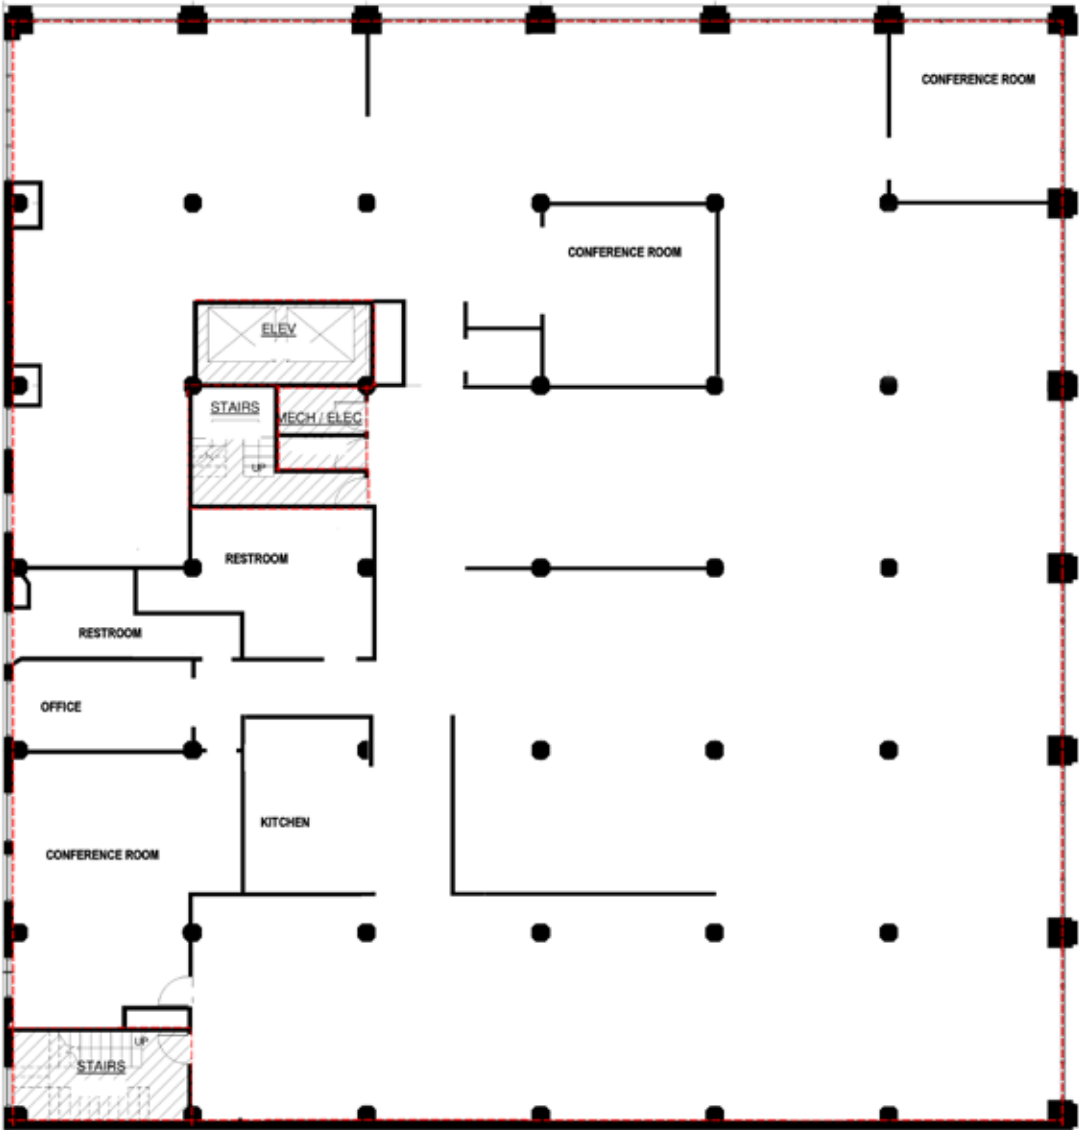 CONFERENCE ROOM
CONFERENCE ROOM
ELEV
STAIRS
MECH / ELEC
UP
RESTROOM
RESTROOM
OFFICE
KITCHEN
CONFERENCE ROOM
UP
STAIRS